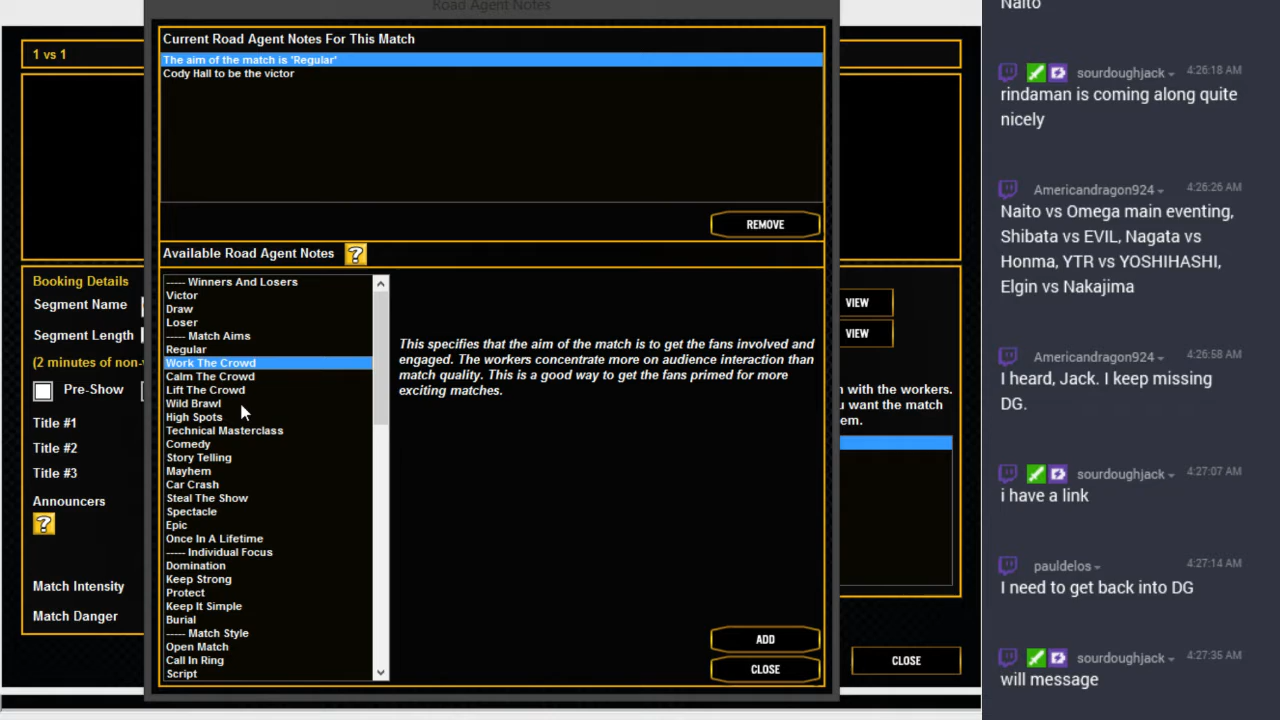 Road Agent Notes
Current Road Agent Notes For This Match
The aim of the match is 'Regular'
Cody Hall to be the victor
REMOVE
Available Road Agent Notes ?
----- Winners And Losers
Victor
Draw
Loser
----- Match Aims
Regular
Work The Crowd
Calm The Crowd
Lift The Crowd
Wild Brawl
High Spots
Technical Masterclass
Comedy
Story Telling
Mayhem
Car Crash
Steal The Show
Spectacle
Epic
Once In A Lifetime
----- Individual Focus
Domination
Keep Strong
Protect
Keep It Simple
Burial
----- Match Style
Open Match
Call In Ring
Script
This specifies that the aim of the match is to get the fans involved and
engaged. The workers concentrate more on audience interaction than
match quality. This is a good way to get the fans primed for more
exciting matches.
ADD
CLOSE
1 vs 1
Booking Details
Segment Name
Segment Length
(2 minutes of non-
Pre-Show
Title #1
Title #2
Title #3
Announcers
?
Match Intensity
Match Danger
VIEW
VIEW
with the workers.
want the match
em.
CLOSE
Naito
sourdoughjack 4:26:18 AM
rindaman is coming along quite
nicely
Americandragon924 4:26:26 AM
Naito vs Omega main eventing,
Shibata vs EVIL, Nagata vs
Honma, YTR vs YOSHIHASHI,
Elgin vs Nakajima
Americandragon924 4:26:58 AM
I heard, Jack. I keep missing
DG.
sourdoughjack 4:27:07 AM
i have a link
pauldelos 4:27:14 AM
I need to get back into DG
sourdoughjack 4:27:35 AM
will message